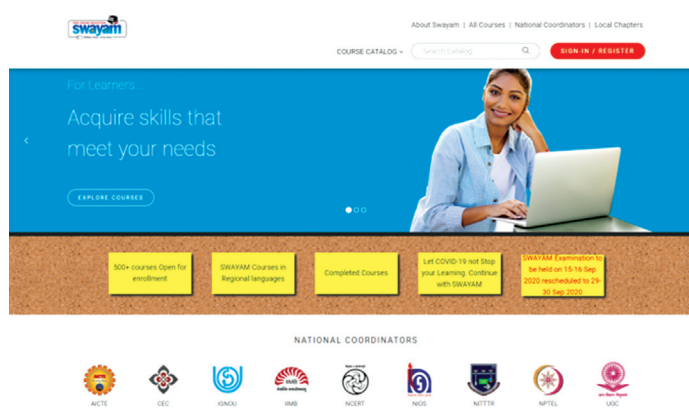 swayam
About Swayam | All Courses | National Coordinators | Local Chapters
COURSE CATALOG
Search Catalog
SIGN-IN / REGISTER
For Learners...
Acquire skills that
meet your needs
EXPLORE COURSES
500+ courses Open for
enrollment
SWAYAM Courses in
Regional languages
Completed Courses
Let COVID-19 not Stop
your Learning. Continue
with SWAYAM
SWAYAM Examination to
be held on 15-16 Sep
2020 rescheduled to 29-
30 Sep 2020
NATIONAL COORDINATORS
AICTE
IIMB
AICTE
CEC
IGNOU
IIMB
NCERT
NIOS
NITTTR
NPTEL
UGC